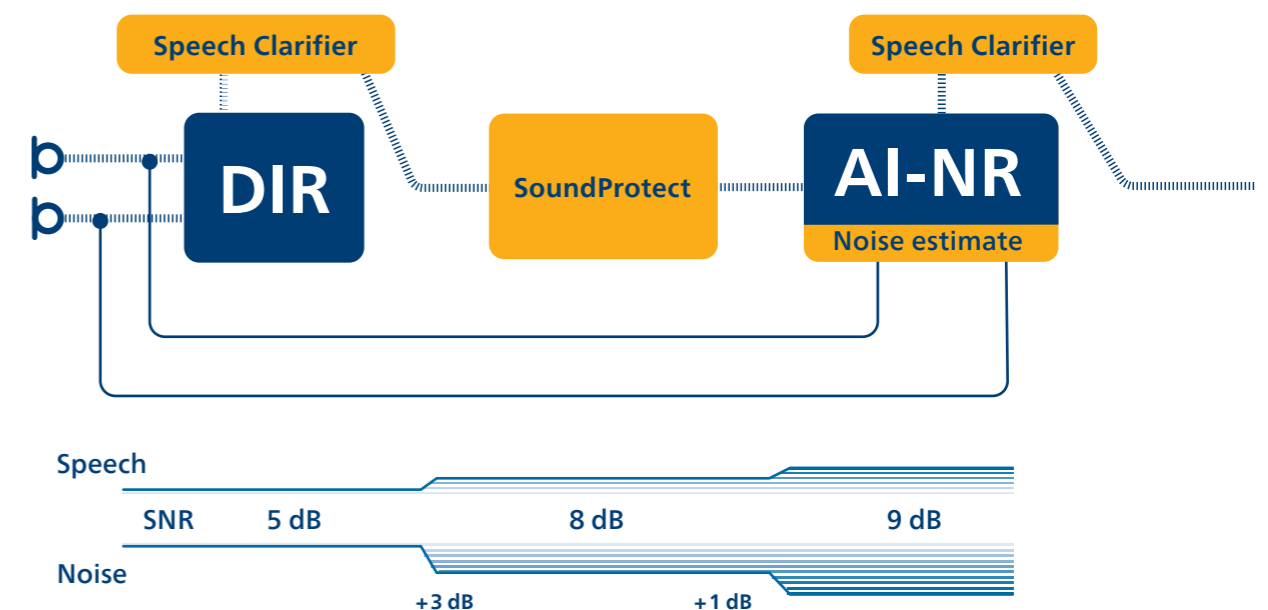 Speech Clarifier
Speech Clarifier
DIR
SoundProtect
AI-NR
Noise estimate
Speech
SNR 5 dB 8 dB 9 dB
Noise
+3 dB +1 dB